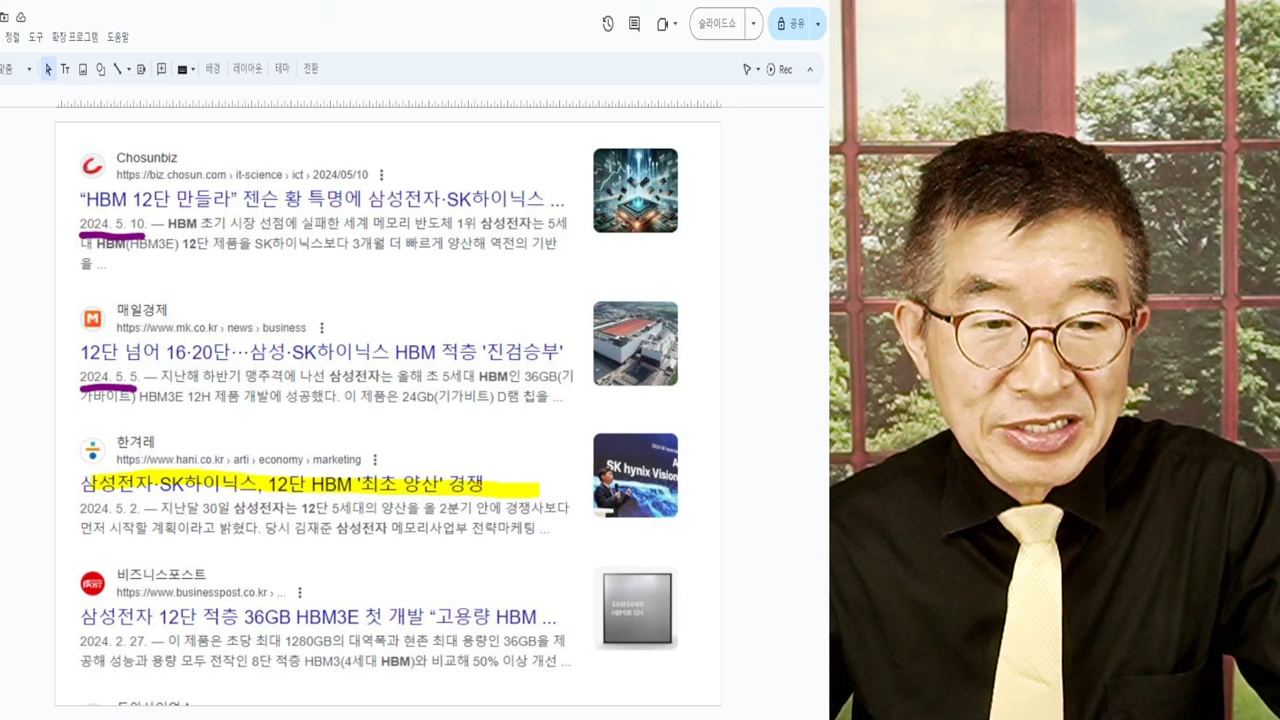 정렬 도구 확장 프로그램 도움말
슬라이드쇼
공유
맞춤
배경 레이아웃 테마 전환
Rec
Chosunbiz
https://biz.chosun.com › it-science › ict › 2024/05/10
“HBM 12단 만들라” 젠슨 황 특명에 삼성전자·SK하이닉스 ...
2024. 5. 10. — HBM 초기 시장 선점에 실패한 세계 메모리 반도체 1위 삼성전자는 5세
대 HBM(HBM3E) 12단 제품을 SK하이닉스보다 3개월 더 빠르게 양산해 역전의 기반
을 ...
매일경제
https://www.mk.co.kr › news › business
12단 넘어 16·20단…삼성·SK하이닉스 HBM 적층 '진검승부'
2024. 5. 5. — 지난해 하반기 맹추격에 나선 삼성전자는 올해 초 5세대 HBM인 36GB(기
가바이트) HBM3E 12H 제품 개발에 성공했다. 이 제품은 24Gb(기가비트) D램 칩을 ...
한겨레
https://www.hani.co.kr › arti › economy › marketing
삼성전자·SK하이닉스, 12단 HBM '최초 양산' 경쟁
SK hynix Vision
2024. 5. 2. — 지난달 30일 삼성전자는 12단 5세대의 양산을 올 2분기 안에 경쟁사보다
먼저 시작할 계획이라고 밝혔다. 당시 김재준 삼성전자 메모리사업부 전략마케팅 ...
비즈니스포스트
https://www.businesspost.co.kr › ...
삼성전자 12단 적층 36GB HBM3E 첫 개발 “고용량 HBM ...
SAMSUNG
HBM3E 12H
2024. 2. 27. — 이 제품은 초당 최대 1280GB의 대역폭과 현존 최대 용량인 36GB을 제
공해 성능과 용량 모두 전작인 8단 적층 HBM3(4세대 HBM)와 비교해 50% 이상 개선 ...